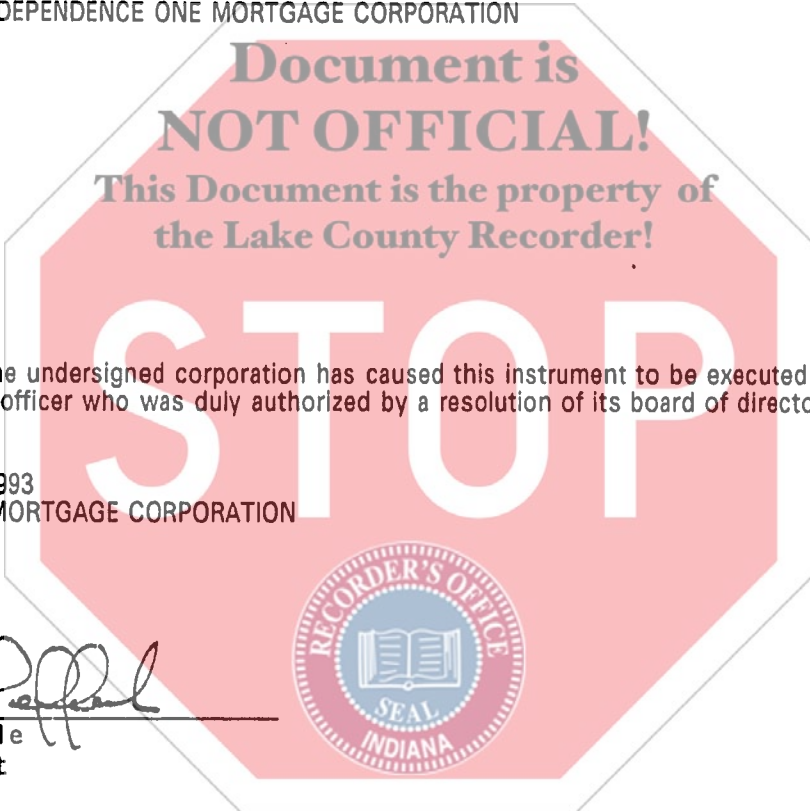 DEPENDENCE ONE MORTGAGE CORPORATION
Document is
NOT OFFICIAL!
This Document is the property of
the Lake County Recorder!
STOP
e undersigned corporation has caused this instrument to be executed
officer who was duly authorized by a resolution of its board of directo
993
MORTGAGE CORPORATION
RECORDER'S OFFICE
SEAL
INDIANA
le
t